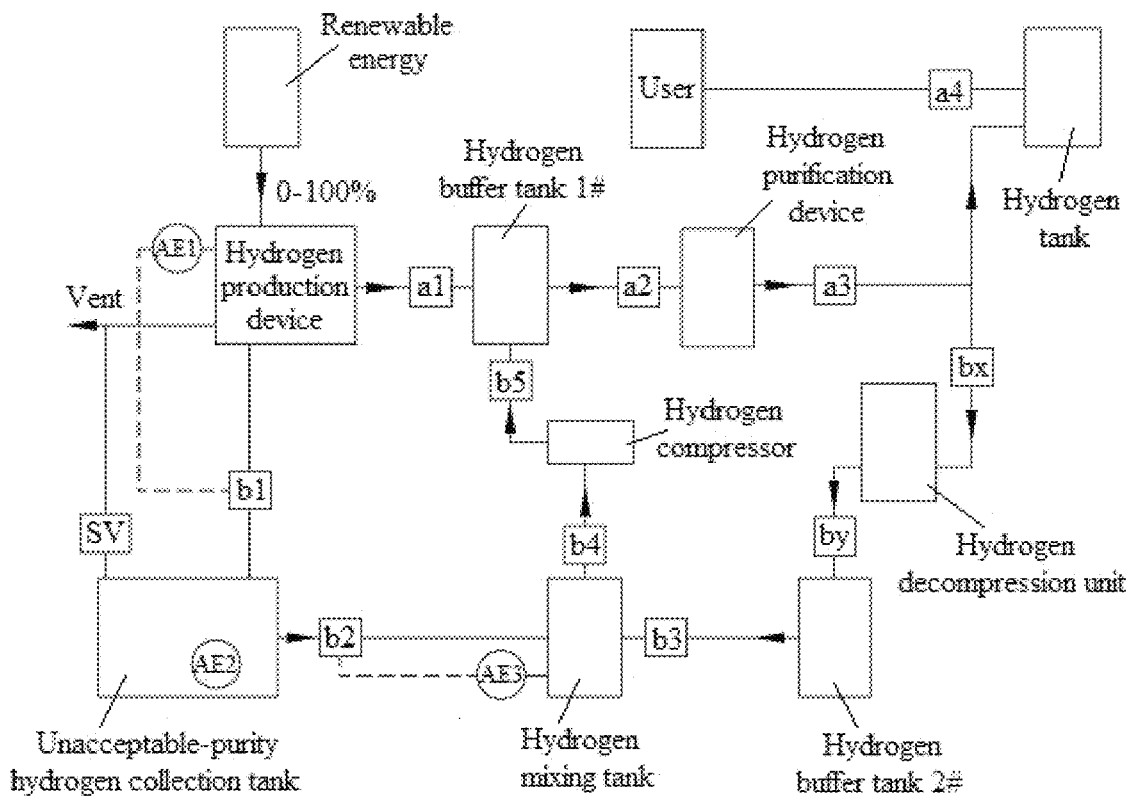 Renewable
energy
0-100%
User
a4
Hydrogen
tank
Hydrogen
buffer tank 1#
Hydrogen
purification
device
AE1
Hydrogen
production
device
a1
a2
a3
Vent
b5
bx
Hydrogen
compressor
b1
SV
b4
by
Hydrogen
decompression unit
AE2
b2
AE3
b3
Unacceptable-purity
hydrogen collection tank
Hydrogen
mixing tank
Hydrogen
buffer tank 2#